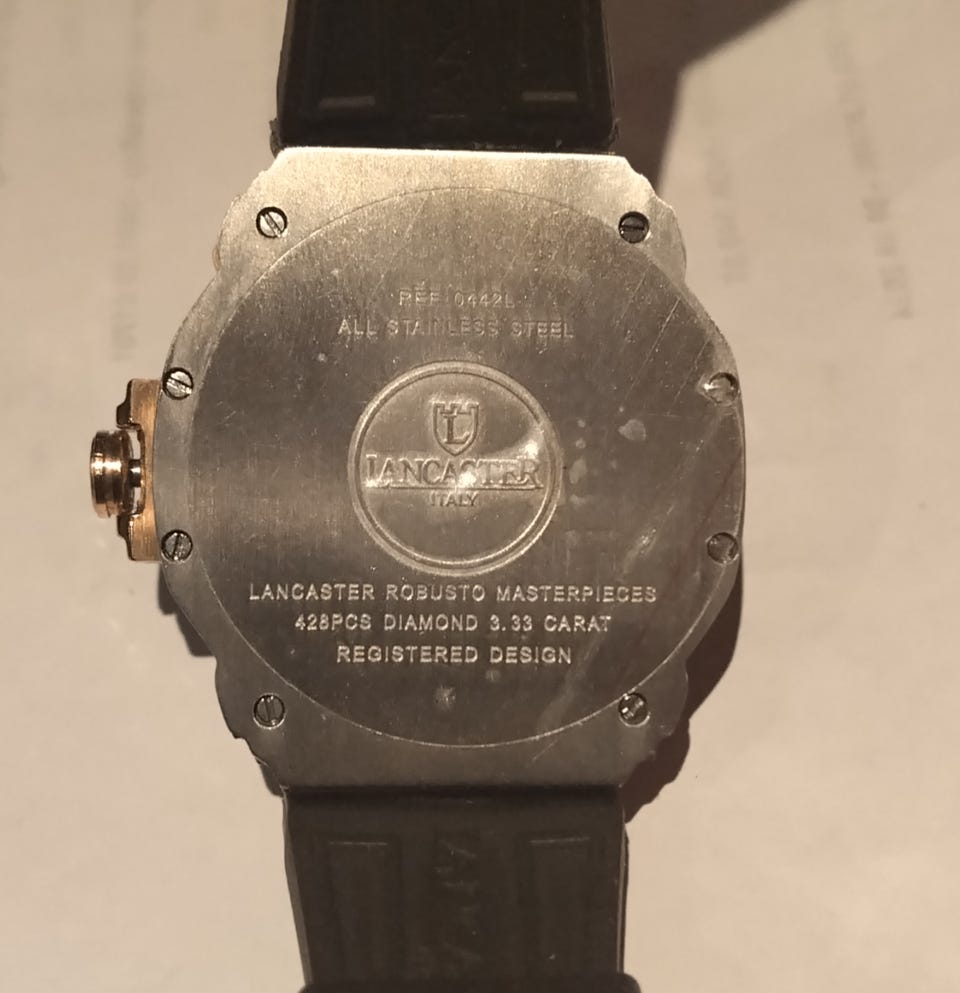 REF 0442L
ALL STAINLESS STEEL
L
LANCASTER
ITALY
LANCASTER ROBUSTO MASTERPIECES
428PCS DIAMOND 3.33 CARAT
REGISTERED DESIGN